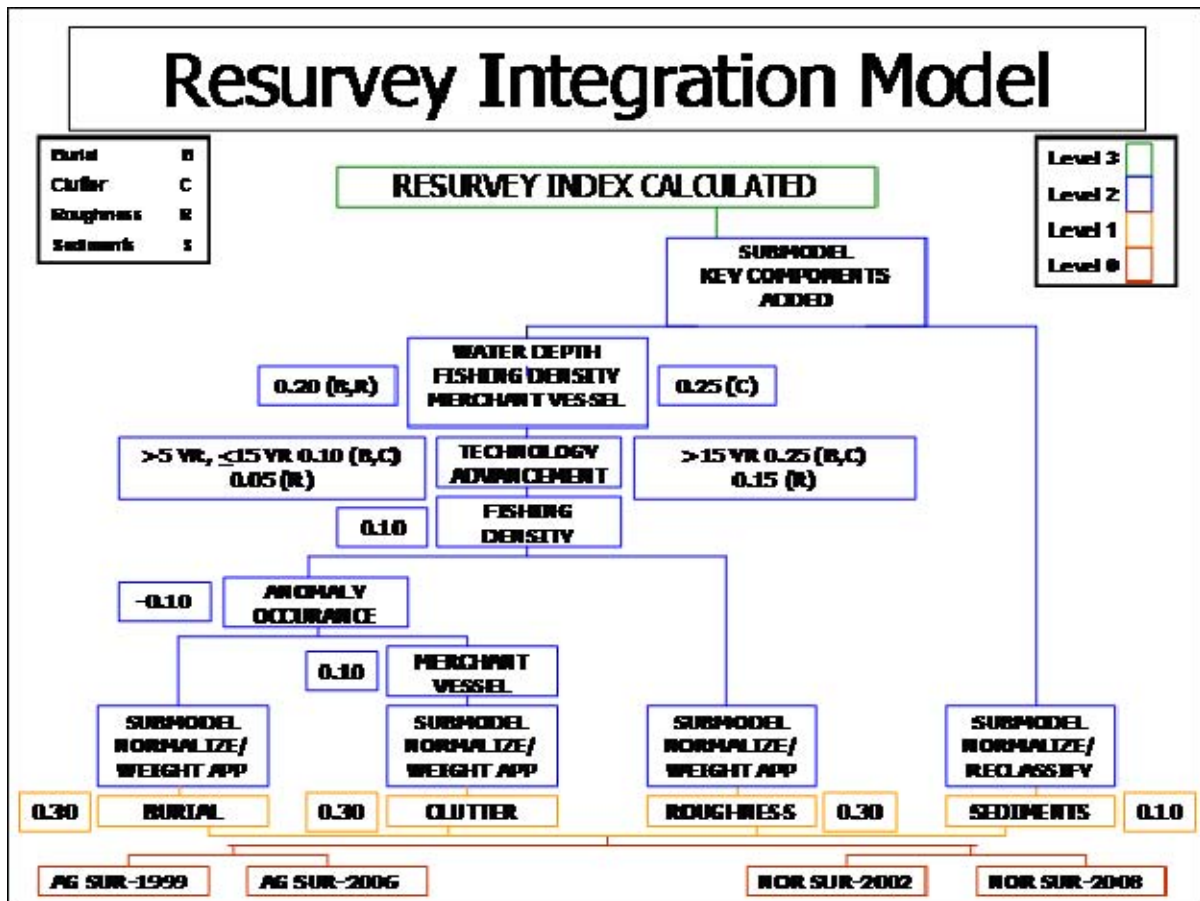 Resurvey Integration Model
Burial B
Clutter C
Roughness R
Sediments S
Level 3
Level 2
Level 1
Level 0
RESURVEY INDEX CALCULATED
SUBMODEL
KEY COMPONENTS
ADDED
WATER DEPTH
FISHING DENSITY
MERCHANT VESSEL
0.20 (B,R)
0.25 (C)
>5 YR, ≤15 YR 0.10 (B,C)
0.05 (R)
TECHNOLOGY
ADVANCEMENT
>15 YR 0.25 (B,C)
0.15 (R)
0.10
FISHING
DENSITY
-0.10
ANOMALY
OCCURANCE
0.10
MERCHANT
VESSEL
SUBMODEL
NORMALIZE/
WEIGHT APP
SUBMODEL
NORMALIZE/
WEIGHT APP
SUBMODEL
NORMALIZE/
WEIGHT APP
SUBMODEL
NORMALIZE/
RECLASSIFY
0.30
BURIAL
0.30
CLUTTER
ROUGHNESS
0.30
SEDIMENTS
0.10
AG SUR-1999
AG SUR-2006
NOR SUR-2002
NOR SUR-2008